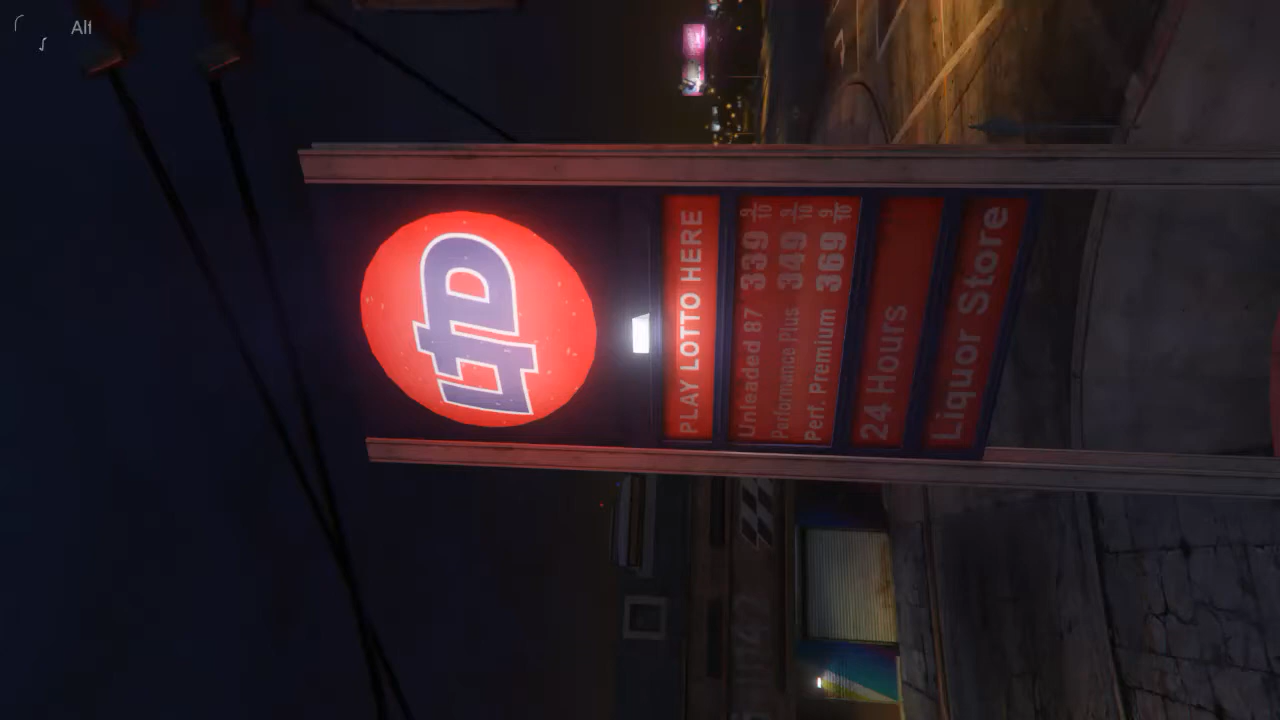 Alt
LTD
PLAY LOTTO HERE
Unleaded 87 339 9/10
Performance Plus 349 9/10
Perf. Premium 369 9/10
24 Hours
Liquor Store